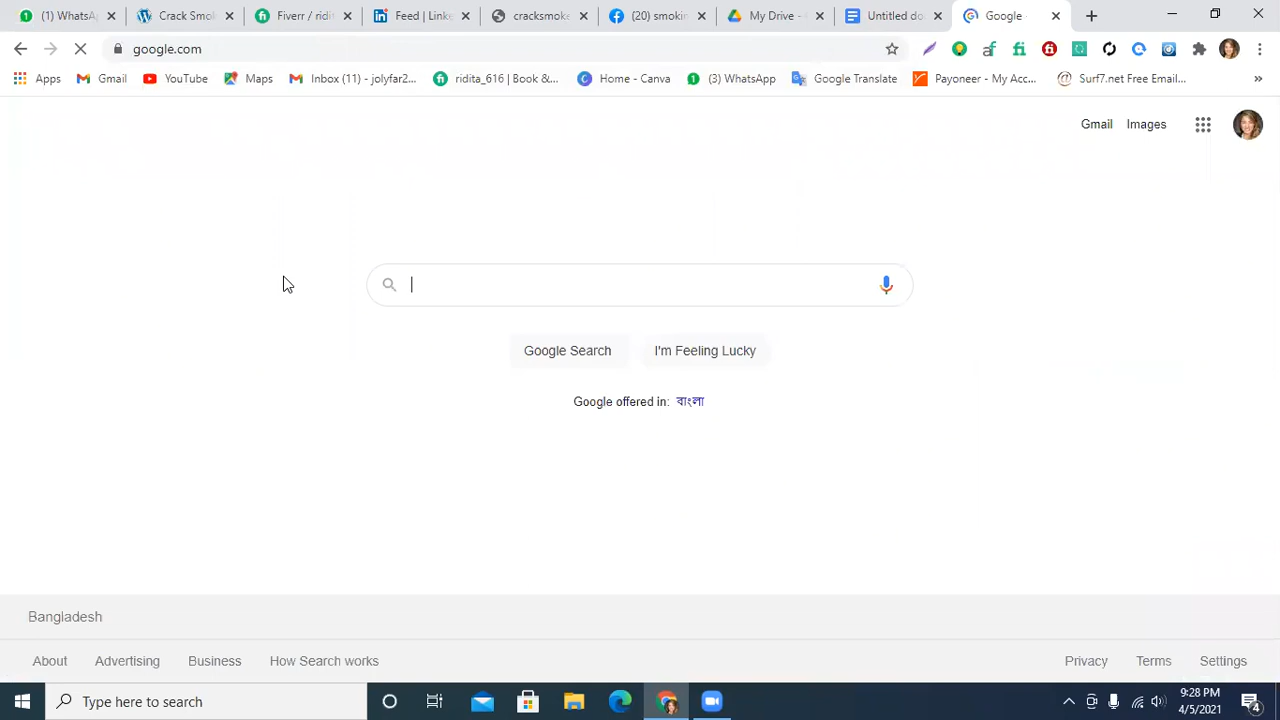 (1) WhatsA
Crack Smo
Fiverr / ridit
Feed | Linke
cracksmoke
(20) smokin
My Drive -
Untitled do
Google
google.com
Apps
Gmail
YouTube
Maps
Inbox (11) - jolyfar2...
ridita_616 | Book &...
Home - Canva
(3) WhatsApp
Google Translate
Payoneer - My Acc...
Surf7.net Free Email...
Gmail
Images
Google Search
I'm Feeling Lucky
Google offered in: বাংলা
Bangladesh
About
Advertising
Business
How Search works
Privacy
Terms
Settings
Type here to search
9:28 PM
4/5/2021
4